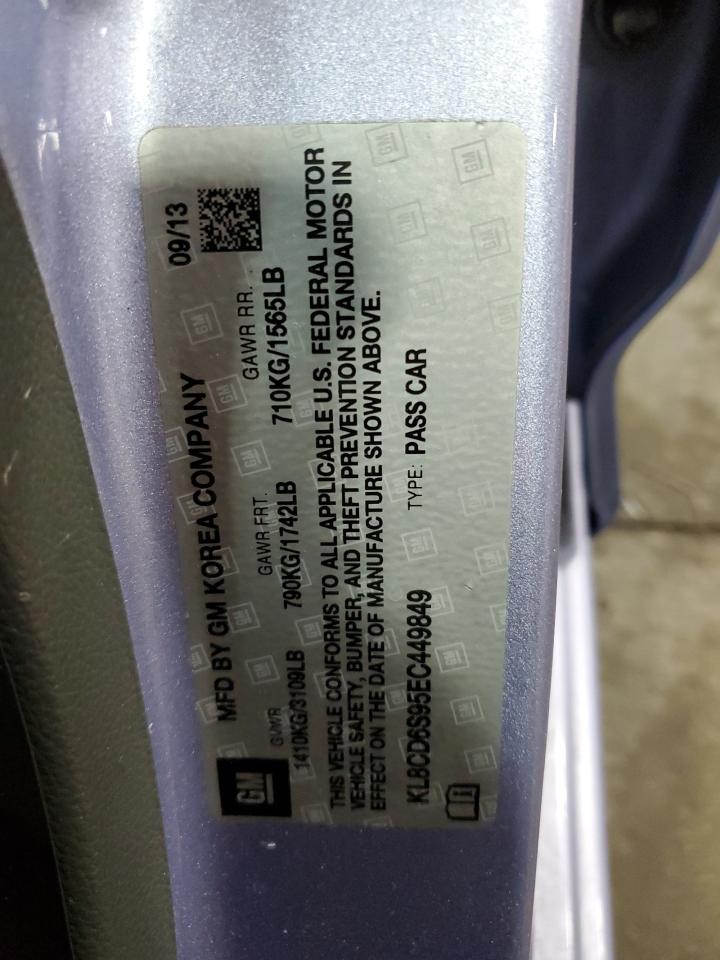 MFD BY GM KOREA COMPANY 09/13
GM
GVWR GAWR FRT. GAWR RR.
1410KG/3109LB 790KG/1742LB 710KG/1565LB
THIS VEHICLE CONFORMS TO ALL APPLICABLE U.S. FEDERAL MOTOR
VEHICLE SAFETY, BUMPER, AND THEFT PREVENTION STANDARDS IN
EFFECT ON THE DATE OF MANUFACTURE SHOWN ABOVE.
KL8CD6S95EC449849 TYPE: PASS CAR